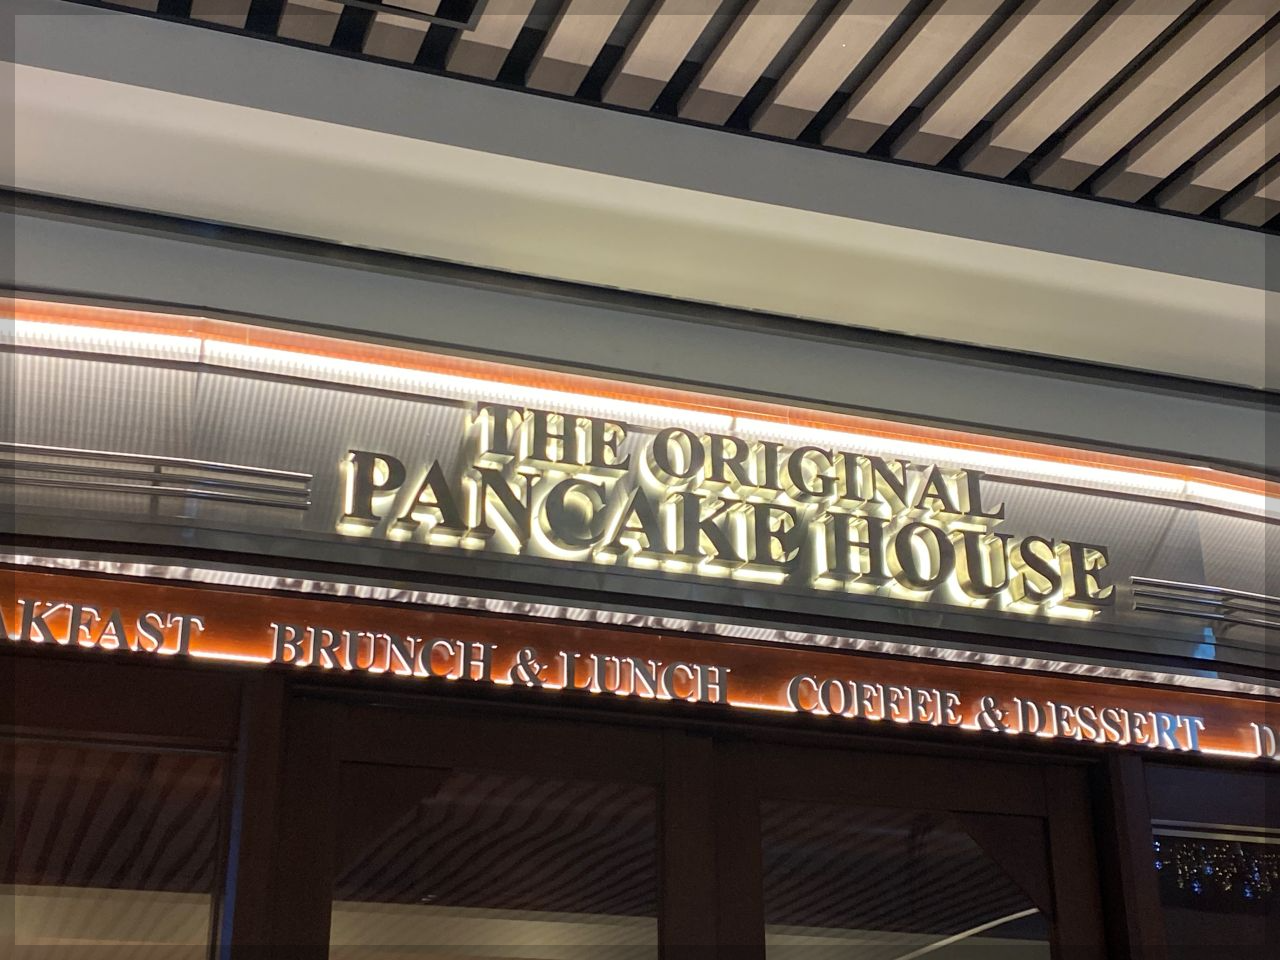 THE ORIGINAL
PANCAKE HOUSE
AKFAST BRUNCH & LUNCH COFFEE & DESSERT